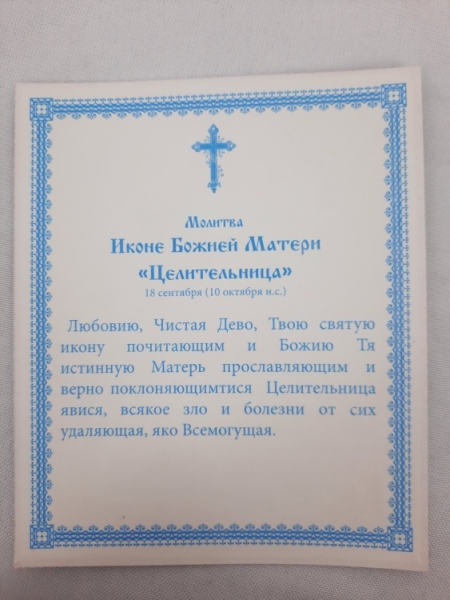 Молитва
Иконе Божией Матери
«Целительница»
18 сентября (10 октября н.с.)
Любовию, Чистая Дево, Твою святую
икону почитающим и Божию Тя
истинную Матерь прославляющим и
верно поклоняющимтися Целительница
явися, всякое зло и болезни от сих
удаляющая, яко Всемогущая.